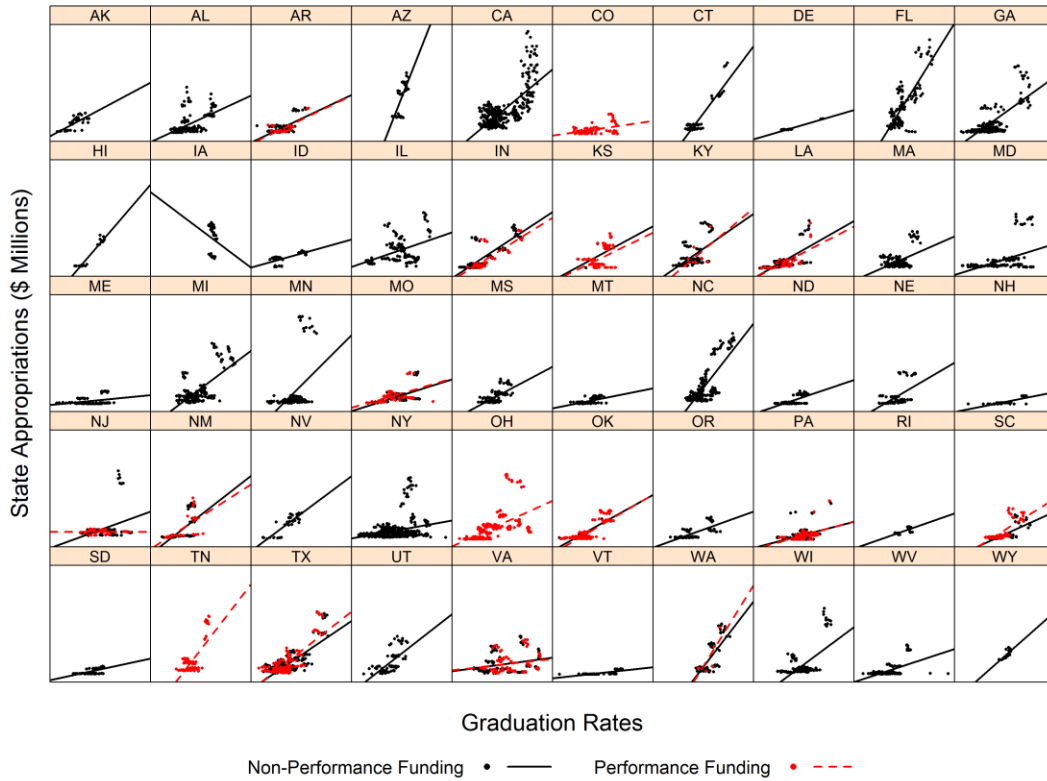 AK AL AR AZ CA CO CT DE FL GA
HI IA ID IL IN KS KY LA MA MD
ME MI MN MO MS MT NC ND NE NH
NJ NM NV NY OH OK OR PA RI SC
SD TN TX UT VA VT WA WI WV WY
State Appropriations ($ Millions)
Graduation Rates
Non-Performance Funding Performance Funding